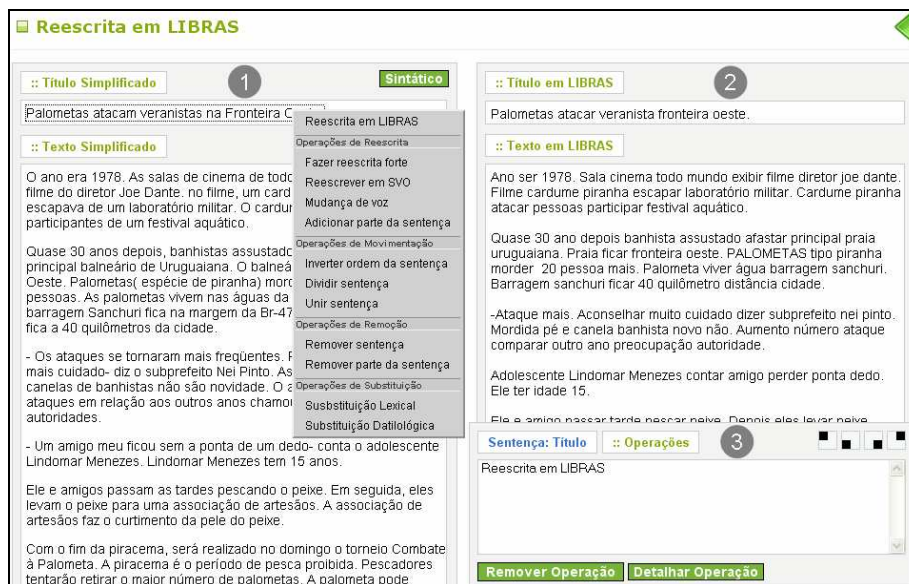 Reescrita em LIBRAS
:: Título Simplificado
1
Sintático
Palometas atacam veranistas na Fronteira
:: Texto Simplificado
O ano era 1978. As salas de cinema de
filme do diretor Joe Dante. no filme, um
escapava de um laboratório militar. O
participantes de um festival aquático.
Quase 30 anos depois, banhistas
principal balneário de Uruguaiana. O
Oeste. Palometas( espécie de piranha)
pessoas. As palometas vivem nas águas da
barragem Sanchuri fica na margem da
fica a 40 quilômetros da cidade.
- Os ataques se tornaram mais freqüentes.
mais cuidado- diz o subprefeito Nei Pinto.
canelas de banhistas não são novidade. O
ataques em relação aos outros anos
autoridades.
- Um amigo meu ficou sem a ponta de um dedo- conta o adolescente
Lindomar Menezes. Lindomar Menezes tem 15 anos.
Ele e amigos passam as tardes pescando o peixe. Em seguida, eles
levam o peixe para uma associação de artesãos. A associação de
artesãos faz o curtimento da pele do peixe.
Com o fim da piracema, será realizado no domingo o torneio Combate
à Palometa. A piracema é o período de pesca proibida. Pescadores
tentarão retirar o maior número de palometas. A palometa pode
Reescrita em LIBRAS
Operações de Reescrita
Fazer reescrita forte
Reescrever em SVO
Mudança de voz
Adicionar parte da sentença
Operações de Movimentação
Inverter ordem da sentença
Dividir sentença
Unir sentença
Operações de Remoção
Remover sentença
Remover parte da sentença
Operações de Substituição
Susbstituição Lexical
Substituição Datilológica
:: Título em LIBRAS
2
Palometas atacar veranista fronteira oeste.
:: Texto em LIBRAS
Ano ser 1978. Sala cinema todo mundo exibir filme diretor joe dante.
Filme cardume piranha escapar laboratório militar. Cardume piranha
atacar pessoas participar festival aquático.
Quase 30 ano depois banhista assustado afastar principal praia
uruguaiana. Praia ficar fronteira oeste. PALOMETAS tipo piranha
morder 20 pessoa mais. Palometa viver água barragem sanchuri.
Barragem sanchuri ficar 40 quilômetro distância cidade.
-Ataque mais. Aconselhar muito cuidado dizer subprefeito nei pinto.
Mordida pé e canela banhista novo não. Aumento número ataque
comparar outro ano preocupação autoridade.
Adolescente Lindomar Menezes contar amigo perder ponta dedo.
Ele ter idade 15.
Ele e amigo passar tarde pescar peixe. Depois eles levar peixe
Sentença: Título
:: Operações
3
Reescrita em LIBRAS
Remover Operação
Detalhar Operação